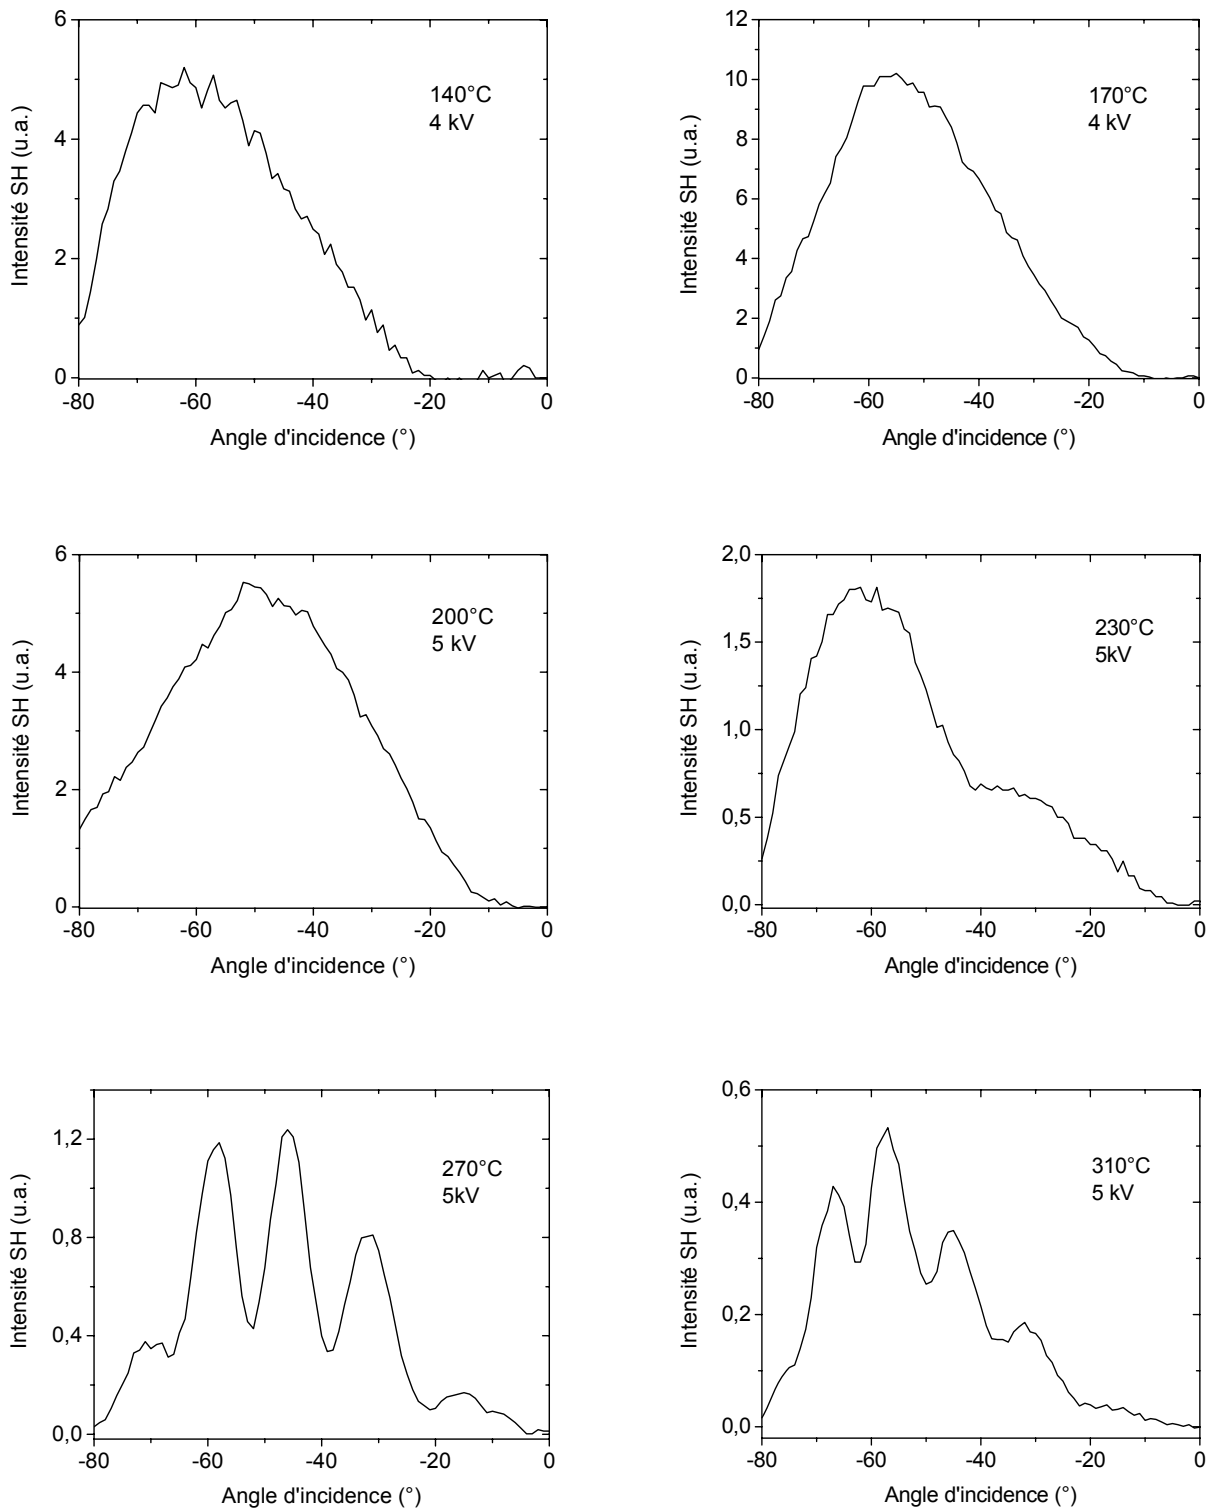 6
4
2
0
-80 -60 -40 -20 0
Intensité SH (u.a.)
Angle d'incidence (°)
140°C
4 kV
12
10
8
6
4
2
0
-80 -60 -40 -20 0
Intensité SH (u.a.)
Angle d'incidence (°)
170°C
4 kV
6
4
2
0
-80 -60 -40 -20 0
Intensité SH (u.a.)
Angle d'incidence (°)
200°C
5 kV
2,0
1,5
1,0
0,5
0,0
-80 -60 -40 -20 0
Intensité SH (u.a.)
Angle d'incidence (°)
230°C
5kV
1,2
0,8
0,4
0,0
-80 -60 -40 -20 0
Intensité SH (u.a.)
Angle d'incidence (°)
270°C
5kV
0,6
0,4
0,2
0,0
-80 -60 -40 -20 0
Intensité SH (u.a.)
Angle d'incidence (°)
310°C
5 kV